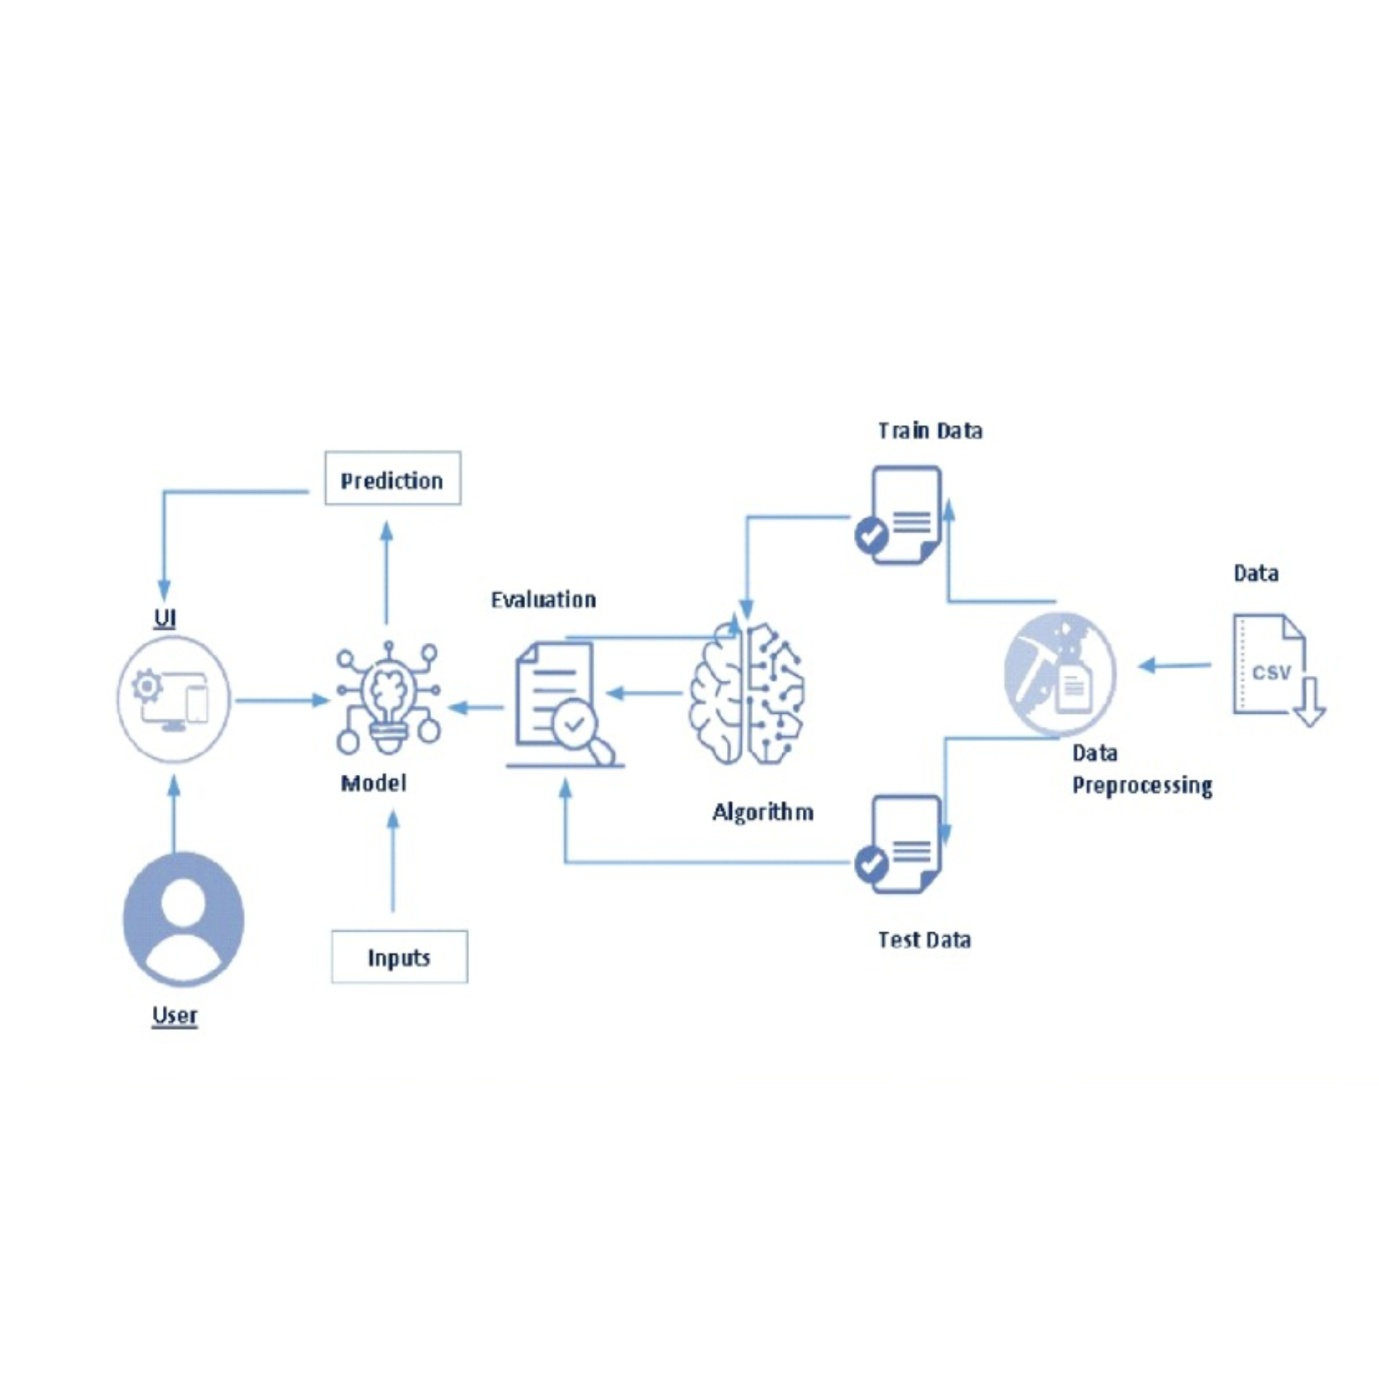 Train Data
Prediction
Data
Evaluation
UI
CSV
Data
Preprocessing
Model
Algorithm
Test Data
Inputs
User